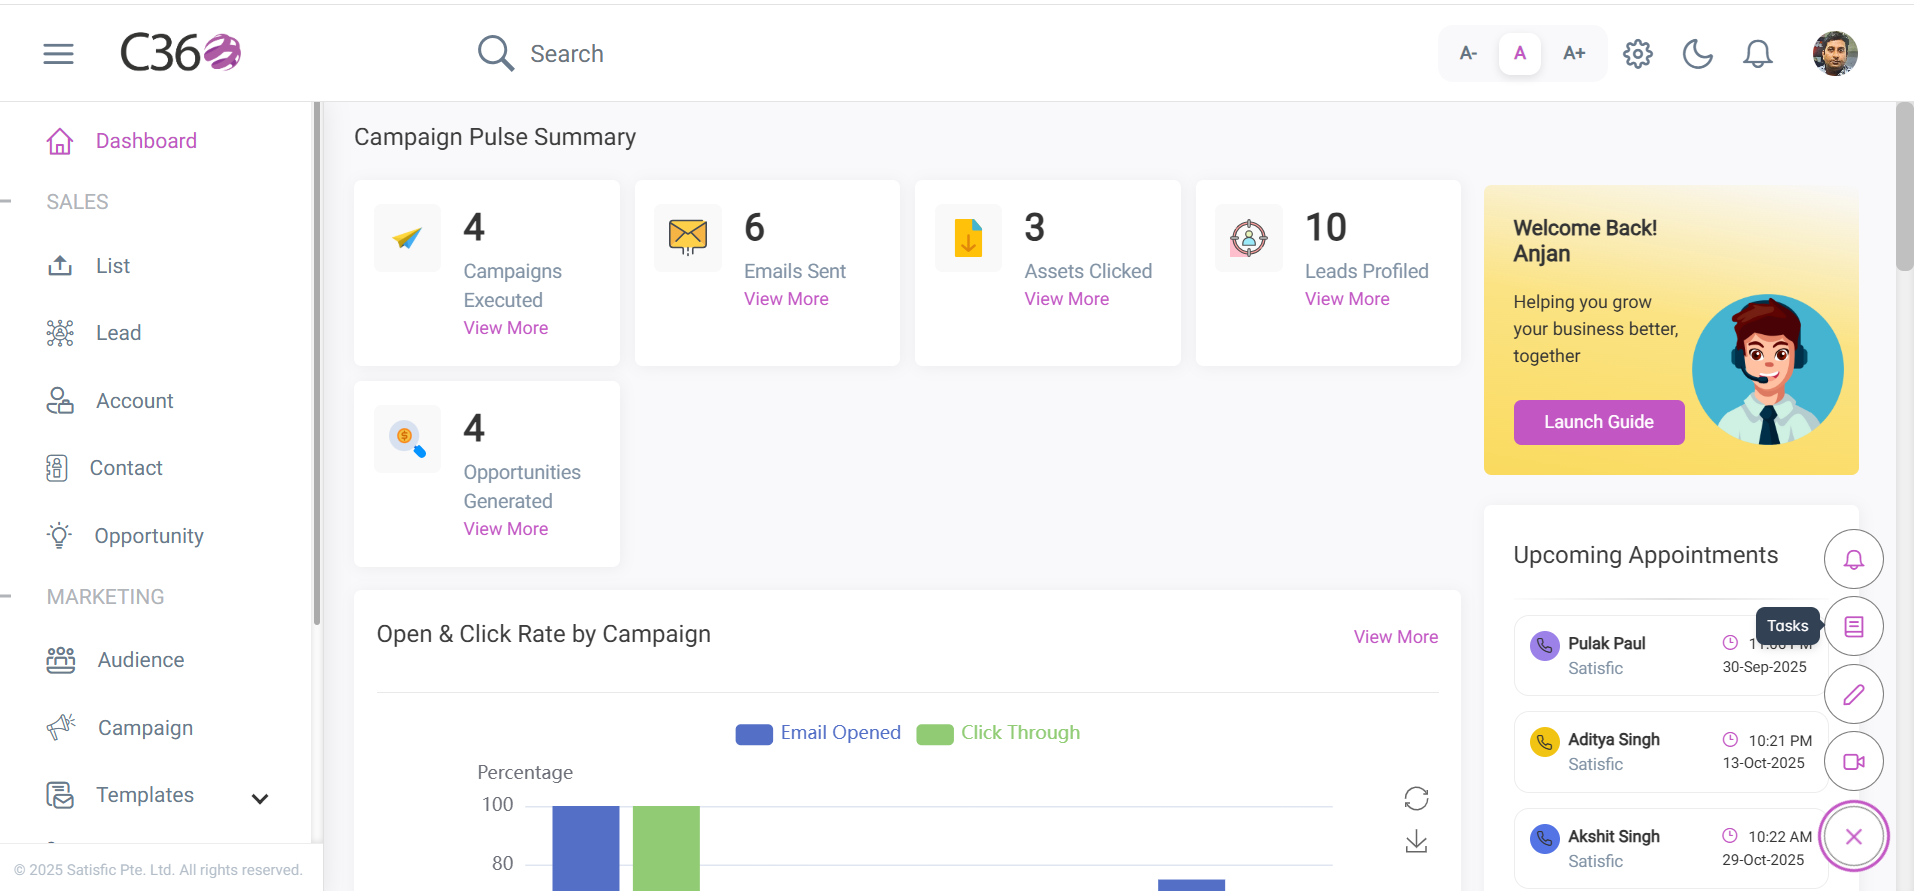 C360
Search
A-
A
A+
Dashboard
SALES
List
Lead
Account
Contact
Opportunity
MARKETING
Audience
Campaign
Templates
© 2025 Satisfic Pte. Ltd. All rights reserved.
Campaign Pulse Summary
4
Campaigns
Executed
View More
6
Emails Sent
View More
3
Assets Clicked
View More
10
Leads Profiled
View More
4
Opportunities
Generated
View More
Open & Click Rate by Campaign
View More
Email Opened
Click Through
Percentage
100
80
Welcome Back!
Anjan
Helping you grow
your business better,
together
Launch Guide
Upcoming Appointments
Tasks
Pulak Paul
Satisfic
30-Sep-2025
Aditya Singh
10:21 PM
Satisfic
13-Oct-2025
Akshit Singh
10:22 AM
Satisfic
29-Oct-2025